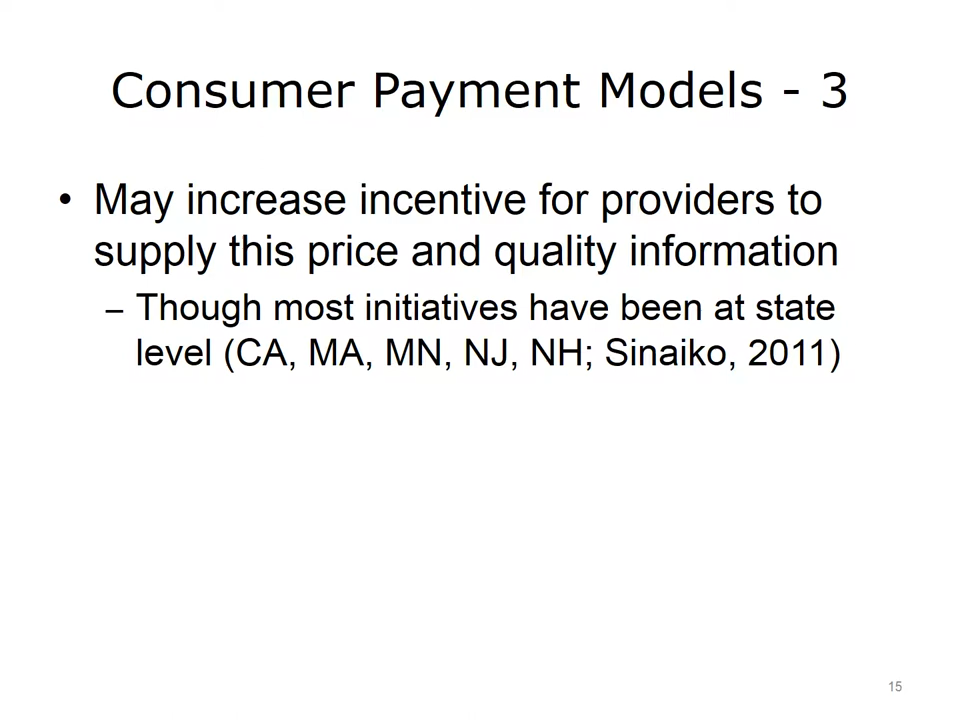 Consumer Payment Models - 3
• May increase incentive for providers to
supply this price and quality information
– Though most initiatives have been at state
level (CA, MA, MN, NJ, NH; Sinaiko, 2011)
15